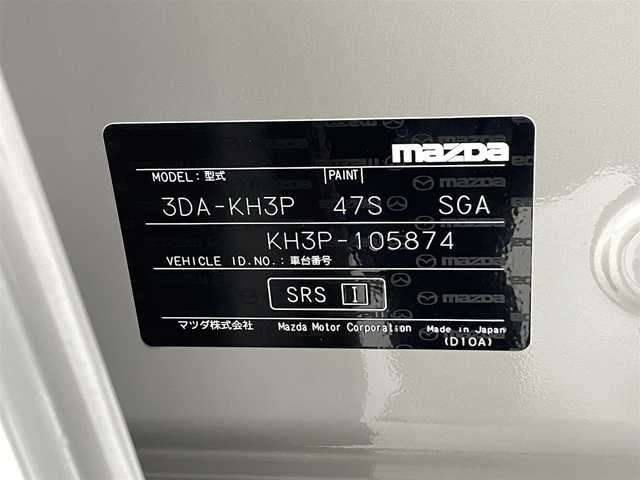 mazda
MODEL: 型式 PAINT
3DA-KH3P 47S SGA
KH3P-105874
VEHICLE ID.NO.: 車台番号
SRS I
マツダ株式会社 Mazda Motor Corporation Made in Japan
(D10A)